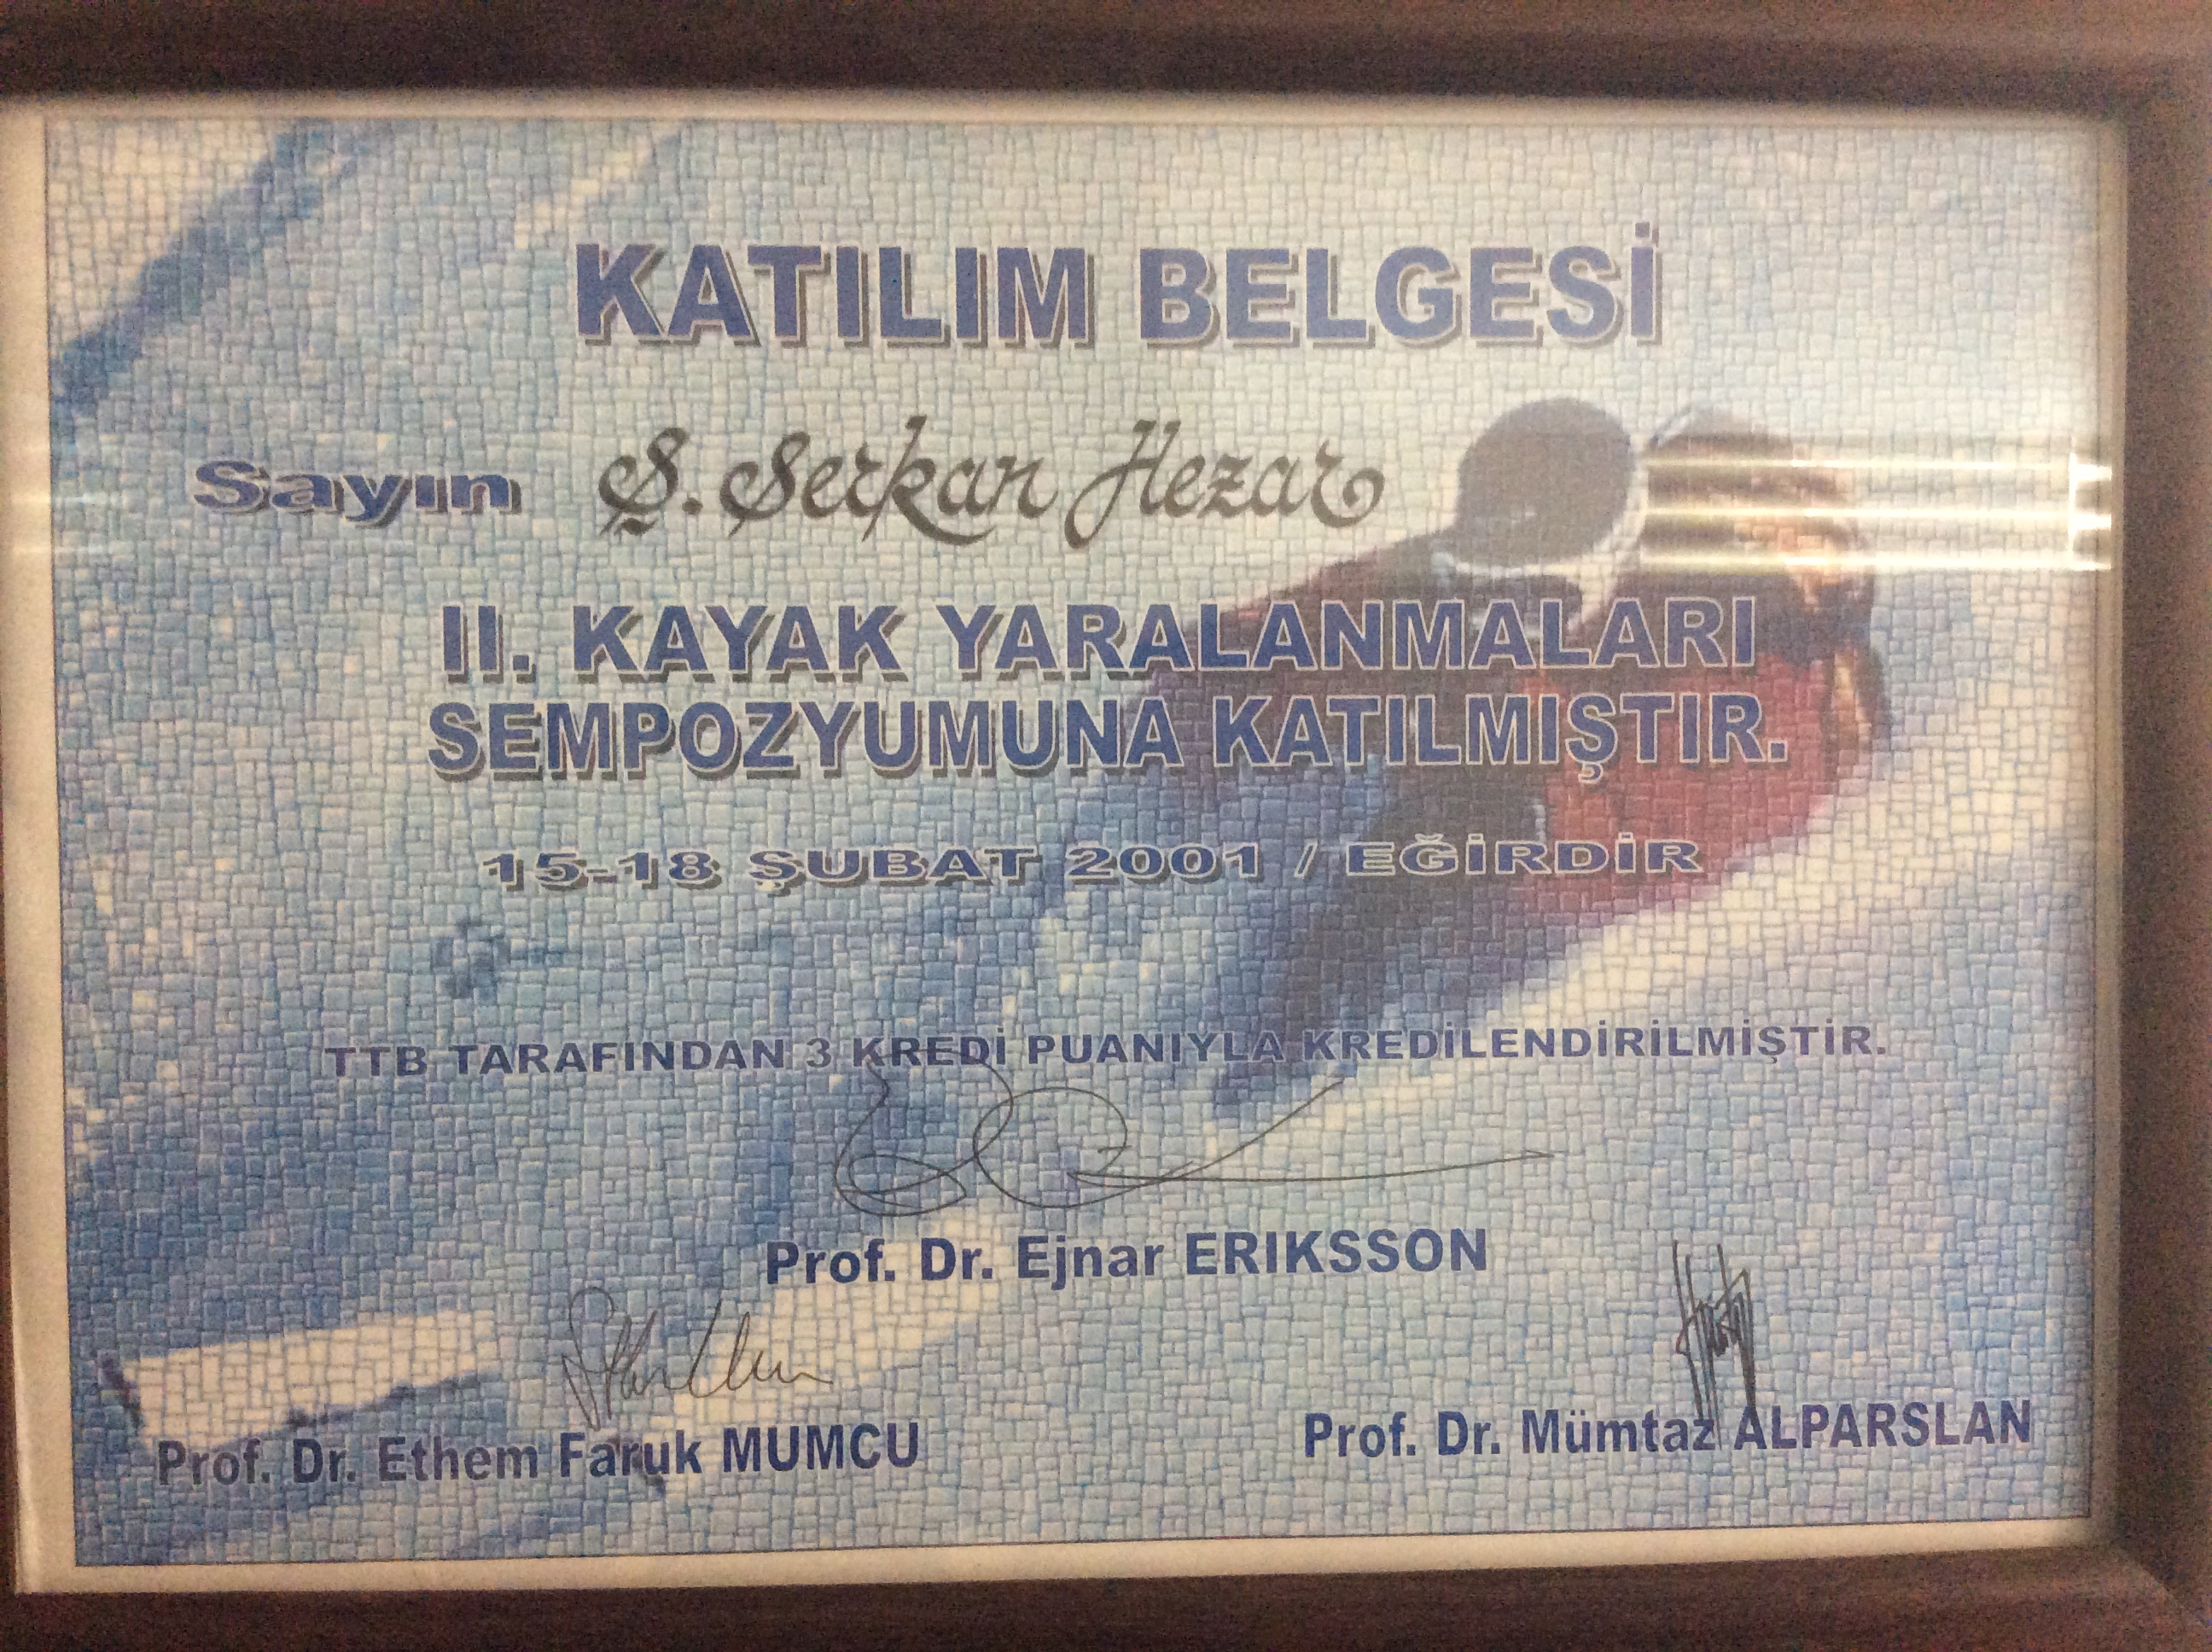 KATILIM BELGESİ
Sayın Ş. Serkan Hezar
II. KAYAK YARALANMALARI
SEMPOZYUMUNA KATILMIŞTIR.
15-18 ŞUBAT 2001 / EĞİRDİR
TTB TARAFINDAN 3 KREDİ PUANIYLA KREDİLENDİRİLMİŞTİR.
Prof. Dr. Ejnar ERIKSSON
Prof. Dr. Ethem Faruk MUMCU
Prof. Dr. Mümtaz ALPARSLAN